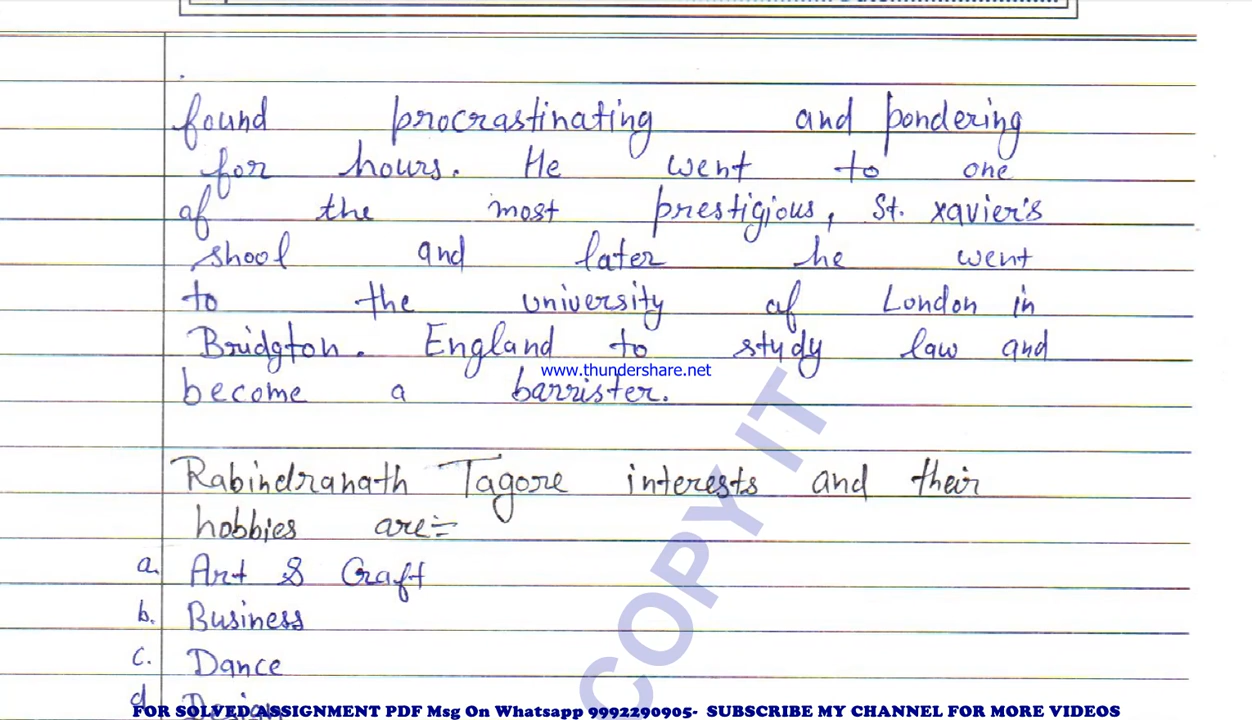 found procrastinating and pondering
for hours. He went to one
of the most prestigious, St. xavier's
shool and later he went
to the university of London in
Bridgton. England to study law and
www.thundershare.net
become a barrister.
Rabindranath Tagore interests and their
hobbies are:-
a. Art & Craft
b. Business
c. Dance
d. Design
COPY IT
FOR SOLVED ASSIGNMENT PDF Msg On Whatsapp 9992290905- SUBSCRIBE MY CHANNEL FOR MORE VIDEOS